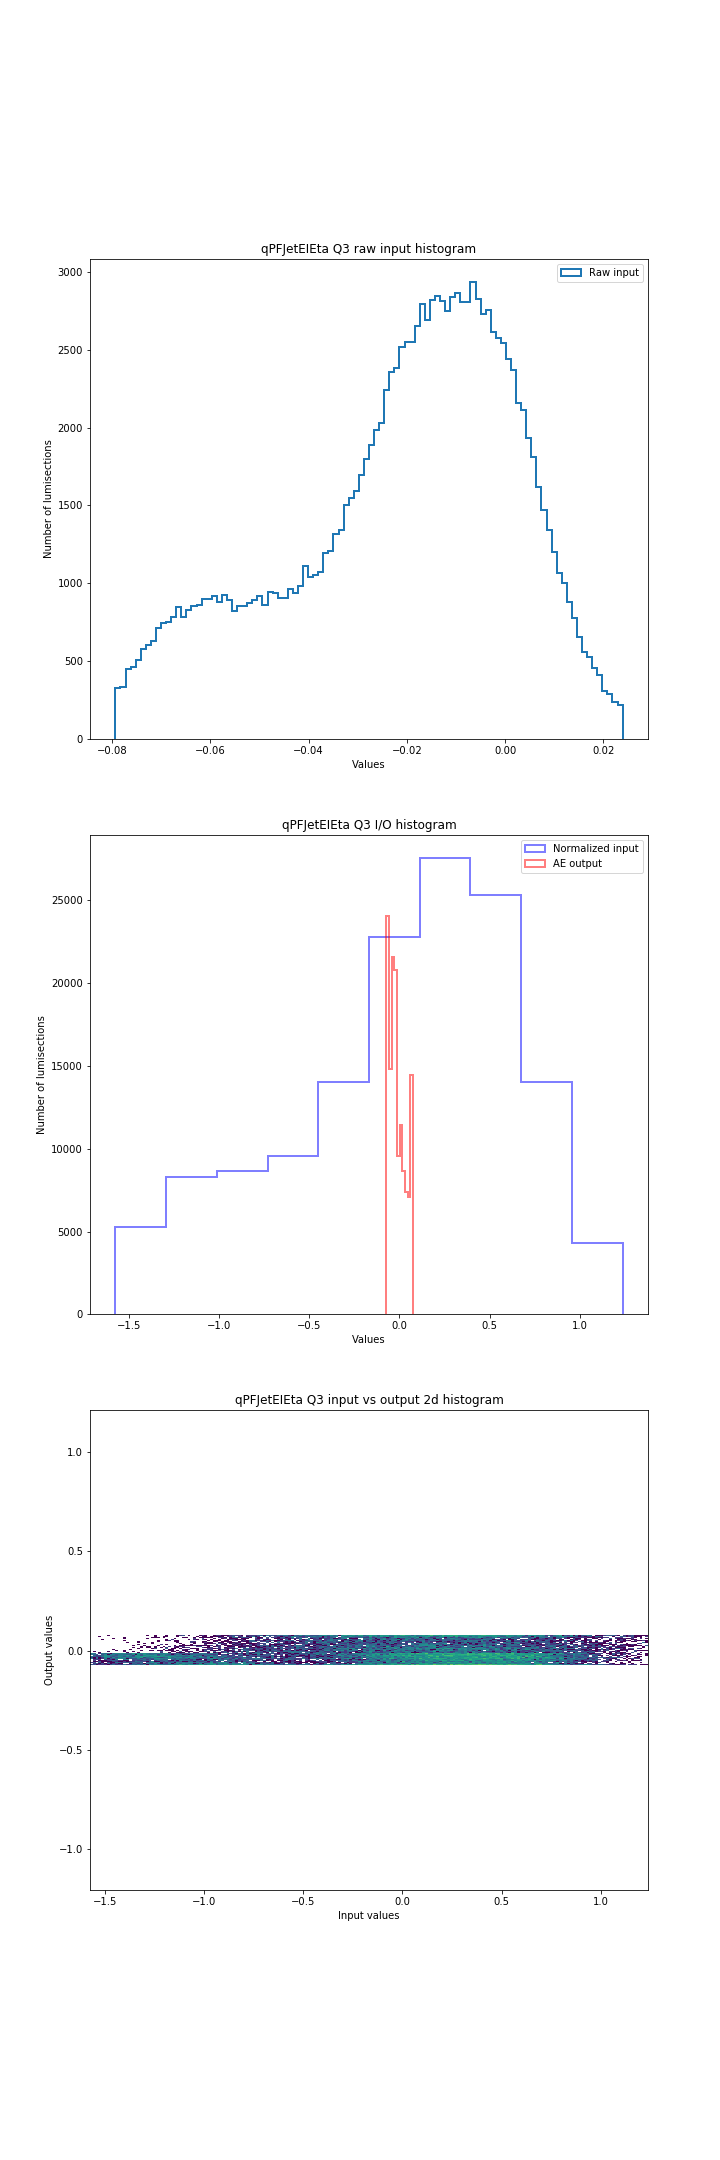 qPFJetEIEta Q3 raw input histogram
Raw input
3000
2500
2000
1500
1000
500
0
Number of lumisections
−0.08 −0.06 −0.04 −0.02 0.00 0.02
Values
qPFJetEIEta Q3 I/O histogram
Normalized input
AE output
25000
20000
15000
10000
5000
0
Number of lumisections
−1.5 −1.0 −0.5 0.0 0.5 1.0
Values
qPFJetEIEta Q3 input vs output 2d histogram
1.0
0.5
0.0
−0.5
−1.0
Output values
−1.5 −1.0 −0.5 0.0 0.5 1.0
Input values